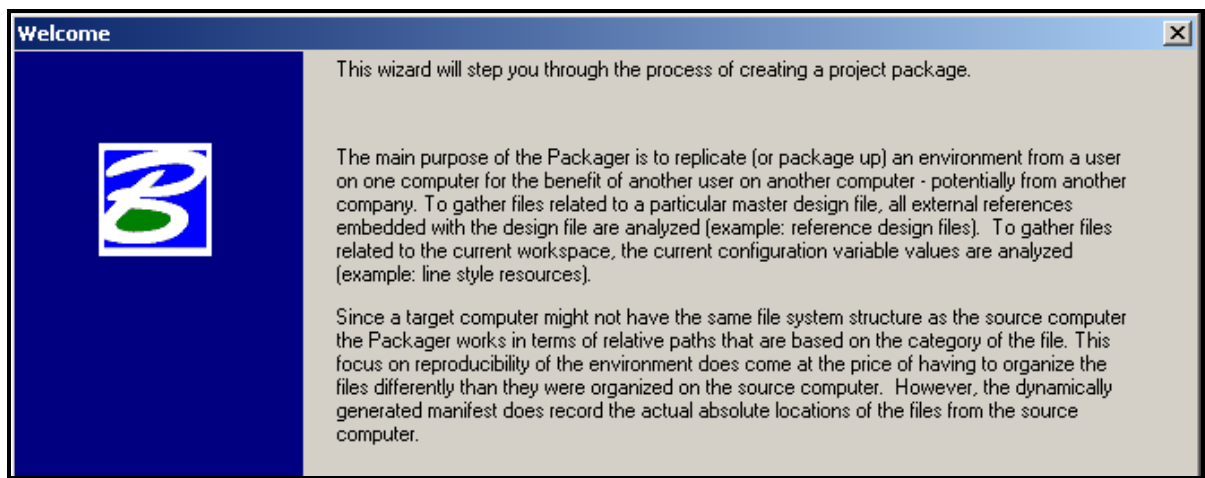 Welcome
This wizard will step you through the process of creating a project package.
The main purpose of the Packager is to replicate (or package up) an environment from a user
on one computer for the benefit of another user on another computer - potentially from another
company. To gather files related to a particular master design file, all external references
embedded with the design file are analyzed (example: reference design files).  To gather files
related to the current workspace, the current configuration variable values are analyzed
(example: line style resources).
Since a target computer might not have the same file system structure as the source computer
the Packager works in terms of relative paths that are based on the category of the file. This
focus on reproducibility of the environment does come at the price of having to organize the
files differently than they were organized on the source computer.  However, the dynamically
generated manifest does record the actual absolute locations of the files from the source
computer.